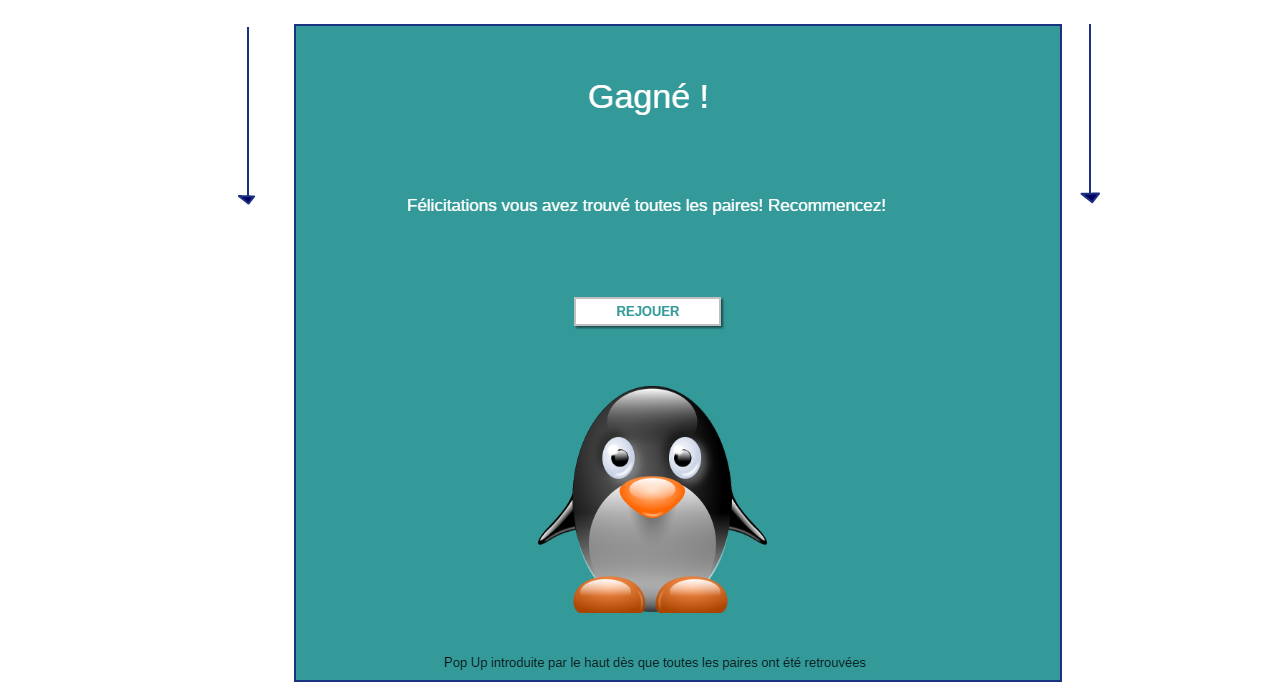 Gagné !
Félicitations vous avez trouvé toutes les paires! Recommencez!
REJOUER
Pop Up introduite par le haut dès que toutes les paires ont été retrouvées